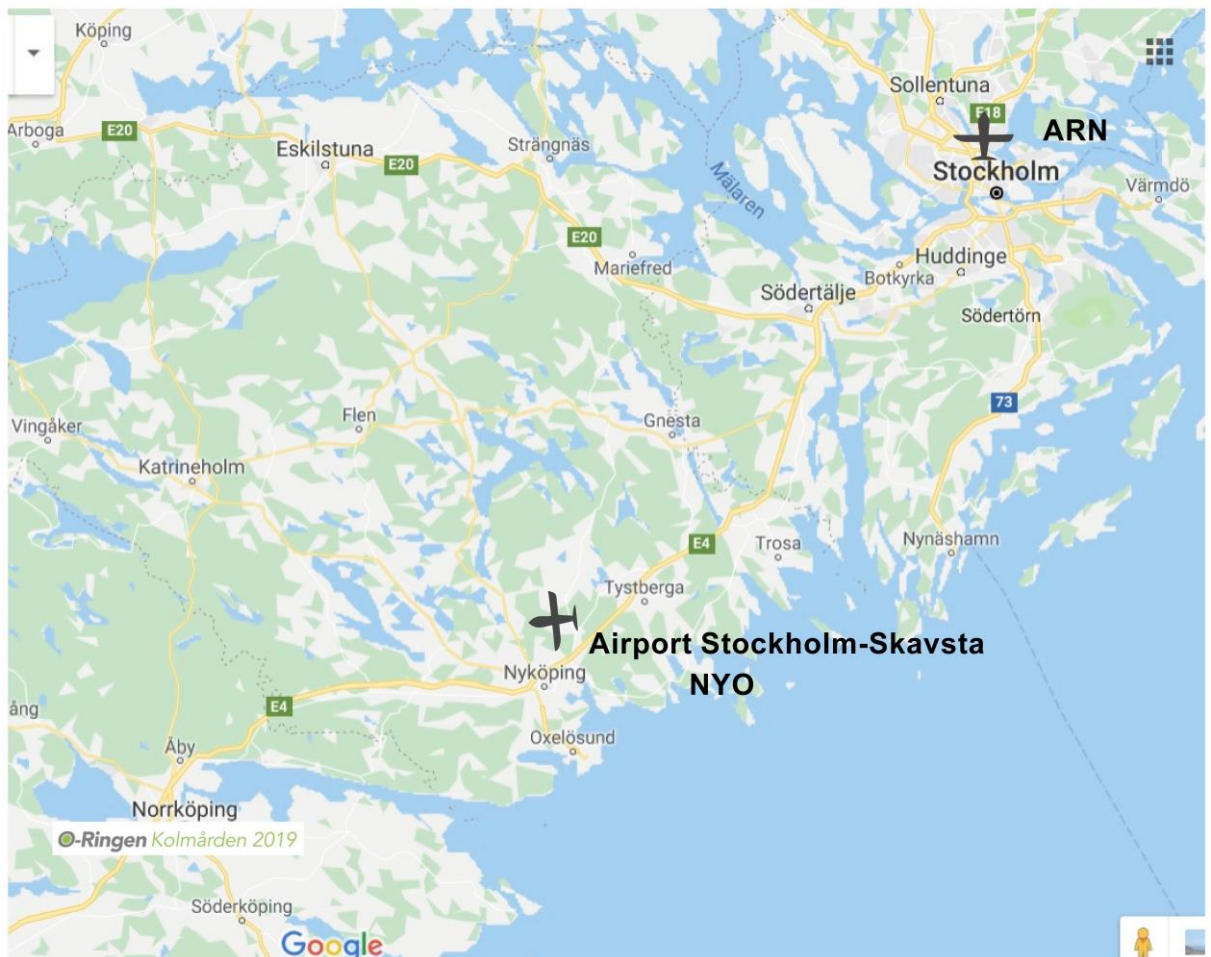 Köping
Sollentuna
E18
ARN
Arboga
E20
Eskilstuna
E20
Strängnäs
Stockholm
Mälaren
Värmdö
E20
Mariefred
Huddinge
Botkyrka
Södertälje
Södertörn
73
Vingåker
Flen
Gnesta
Katrineholm
E4
Trosa
Nynäshamn
Tystberga
Airport Stockholm-Skavsta
NYO
Nyköping
E4
ång
Oxelösund
Åby
Norrköping
O-Ringen Kolmården 2019
Söderköping
Google